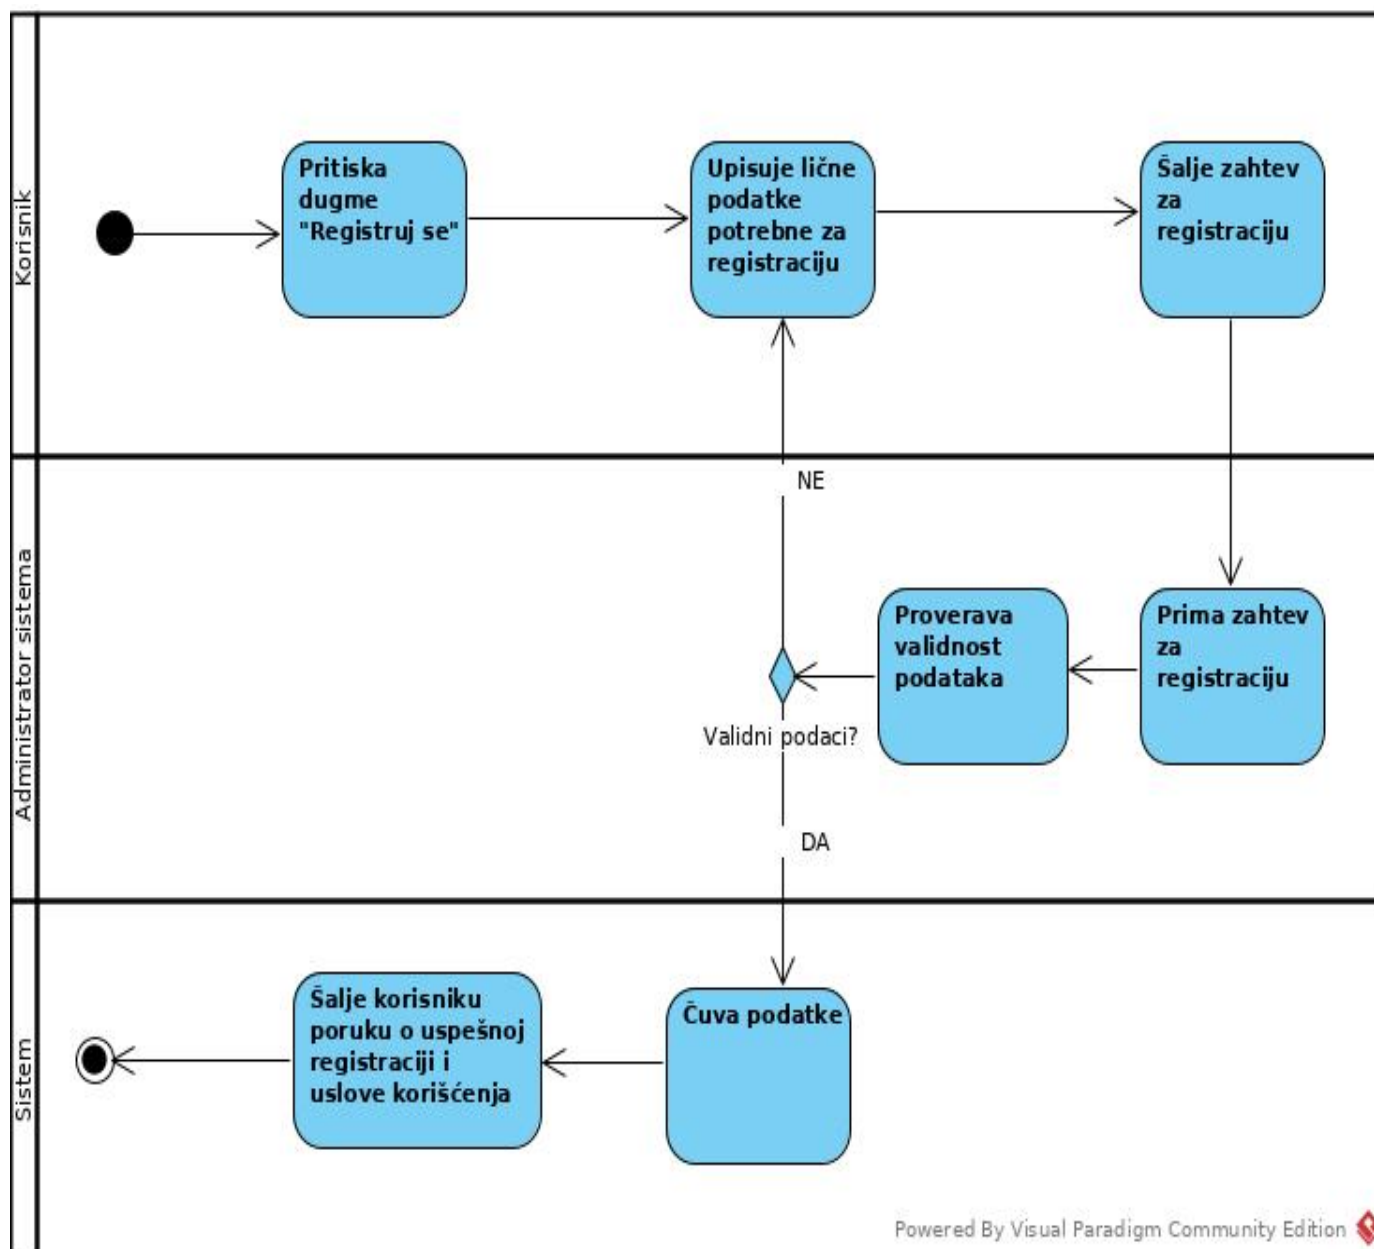 Korisnik
Pritiska
dugme
"Registruj se"
Upisuje lične
podatke
potrebne za
registraciju
Šalje zahtev
za
registraciju
Administrator sistema
NE
Proverava
validnost
podataka
Prima zahtev
za
registraciju
Validni podaci?
DA
Sistem
Šalje korisniku
poruku o uspešnoj
registraciji i
uslove korišćenja
Čuva podatke
Powered By Visual Paradigm Community Edition